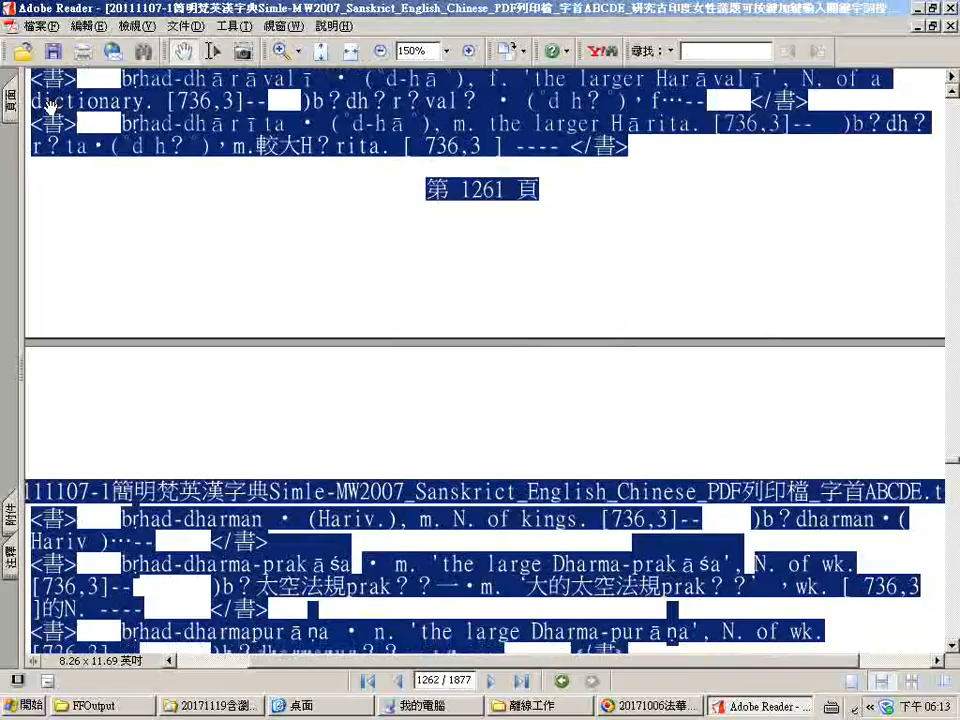 Adobe Reader - [20111107-1簡明梵英漢字典Simle-MW2007_Sanskrict_English_Chinese_PDF列印檔_字首ABCDE_研究古印度女性議題可按鍵加鍵輸入關鍵字詞搜
檔案(F) 編輯(E) 檢視(V) 文件(D) 工具(T) 視窗(W) 說明(H)
150% 尋找:
頁面
<書> bṛhad-dhārāvalī ‧ (°d-hā), f. 'the larger Harāvalī', N. of a
dictionary. [736,3]-- )b?dh?r?val? ‧ (°d h?°),f…-- </書>
<書> bṛhad-dhārīta ‧ (°d-hā°), m. the larger Hārita. [736,3]-- )b?dh?
r?ta‧(°d h?°),m.較大H?rita. [ 736,3 ] ---- </書>
第 1261 頁
111107-1簡明梵英漢字典Simle-MW2007_Sanskrict_English_Chinese_PDF列印檔_字首ABCDE.t
<書> bṛhad-dharman ‧ (Hariv.), m. N. of kings. [736,3]-- )b?dharman‧(
Hariv )…-- </書>
<書> bṛhad-dharma-prakāśa ‧ m. 'the large Dharma-prakāśa', N. of wk.
[736,3]-- )b?太空法規prak??一‧m. '大的太空法規prak??' ,wk. [ 736,3
]的N. ---- </書>
<書> bṛhad-dharmapurāṇa ‧ n. 'the large Dharma-purāṇa', N. of wk.
附件
注釋
8.26 x 11.69 英吋
1262 / 1877
開始 FFOutput 20171119含瀏... 桌面 我的電腦 離線工作 20171006法華... Adobe Reader - [... 下午 06:13